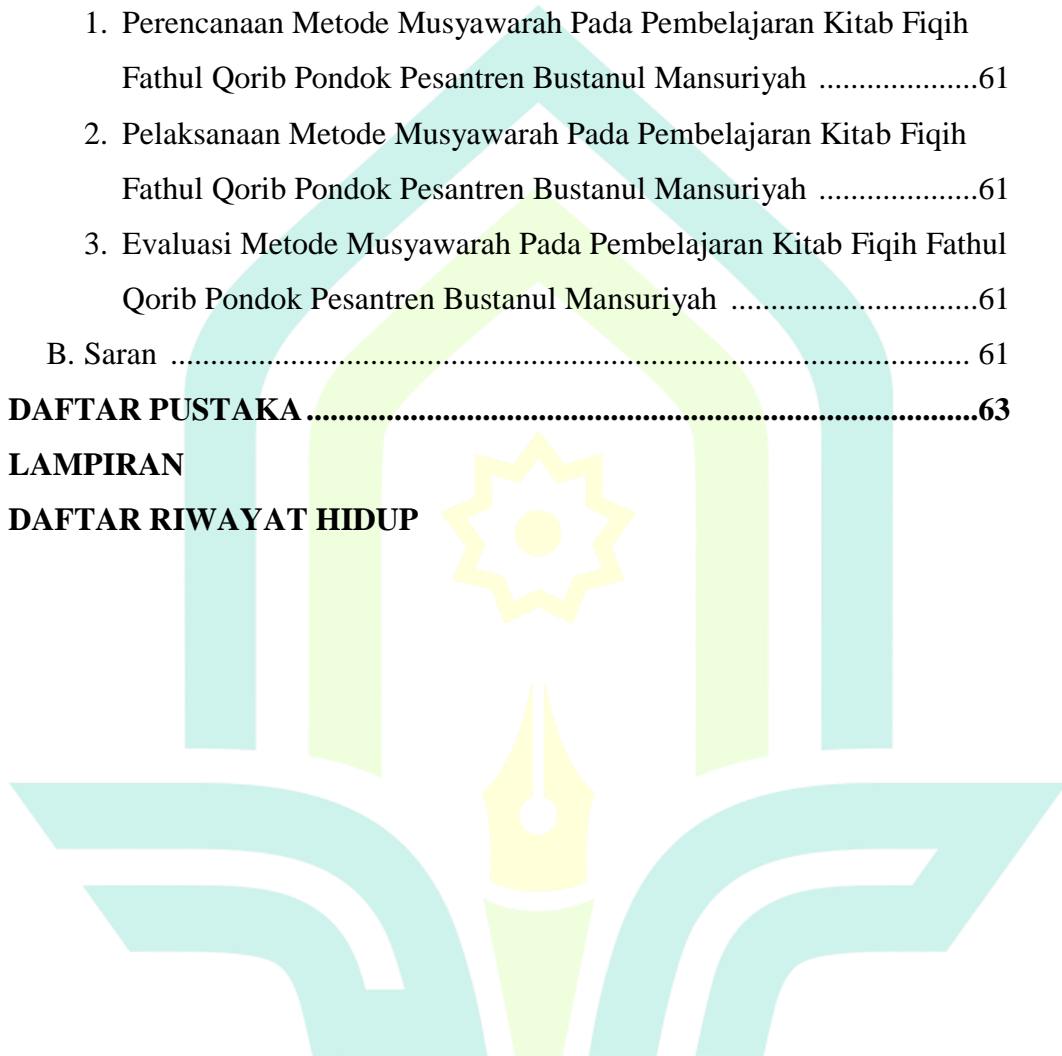 1. Perencanaan Metode Musyawarah Pada Pembelajaran Kitab Fiqih
Fathul Qorib Pondok Pesantren Bustanul Mansuriyah ....................61
2. Pelaksanaan Metode Musyawarah Pada Pembelajaran Kitab Fiqih
Fathul Qorib Pondok Pesantren Bustanul Mansuriyah ....................61
3. Evaluasi Metode Musyawarah Pada Pembelajaran Kitab Fiqih Fathul
Qorib Pondok Pesantren Bustanul Mansuriyah ...............................61
B. Saran .................................................................................................... 61
DAFTAR PUSTAKA....................................................................................63
LAMPIRAN
DAFTAR RIWAYAT HIDUP